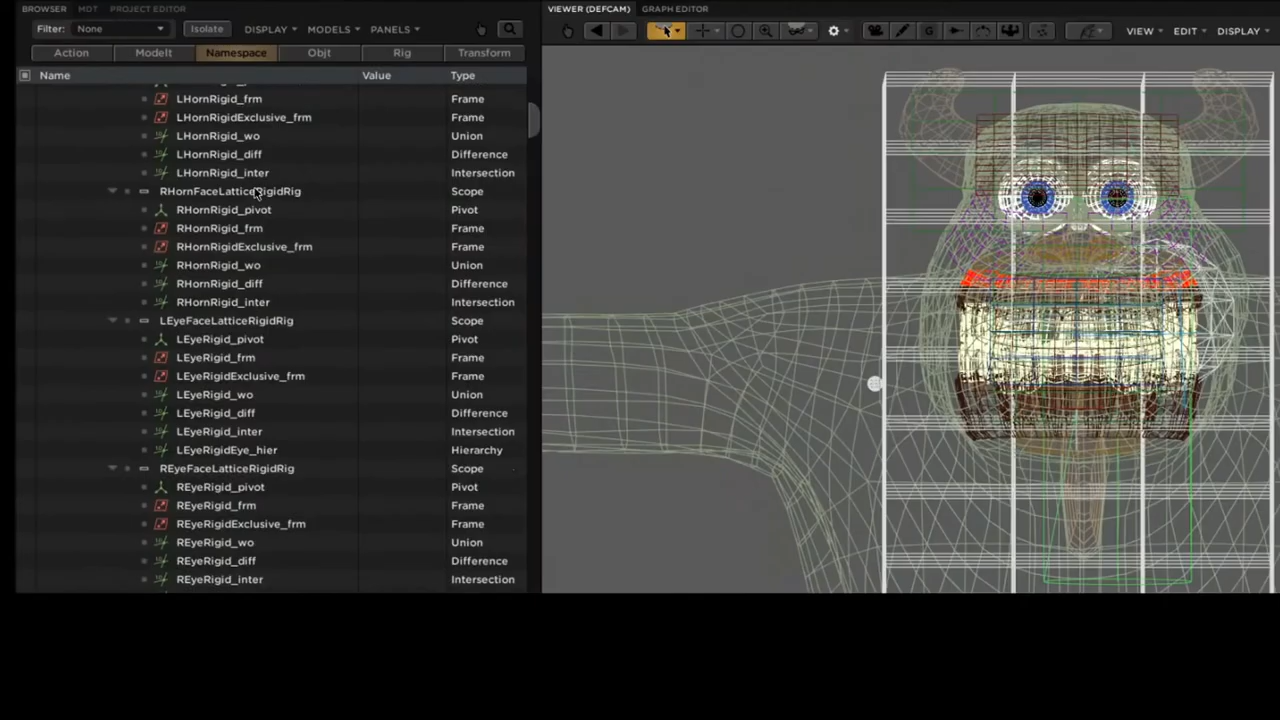 BROWSER MDT PROJECT EDITOR
VIEWER (DEFCAM) GRAPH EDITOR
Filter: None Isolate DISPLAY MODELS PANELS
G VIEW EDIT DISPLAY
Action Modelt Namespace Objt Rig Transform
Name Value Type
LHornRigid_frm Frame
LHornRigidExclusive_frm Frame
LHornRigid_wo Union
LHornRigid_diff Difference
LHornRigid_inter Intersection
RHornFaceLatticeRigidRig Scope
RHornRigid_pivot Pivot
RHornRigid_frm Frame
RHornRigidExclusive_frm Frame
RHornRigid_wo Union
RHornRigid_diff Difference
RHornRigid_inter Intersection
LEyeFaceLatticeRigidRig Scope
LEyeRigid_pivot Pivot
LEyeRigid_frm Frame
LEyeRigidExclusive_frm Frame
LEyeRigid_wo Union
LEyeRigid_diff Difference
LEyeRigid_inter Intersection
LEyeRigidEye_hier Hierarchy
REyeFaceLatticeRigidRig Scope
REyeRigid_pivot Pivot
REyeRigid_frm Frame
REyeRigidExclusive_frm Frame
REyeRigid_wo Union
REyeRigid_diff Difference
REyeRigid_inter Intersection